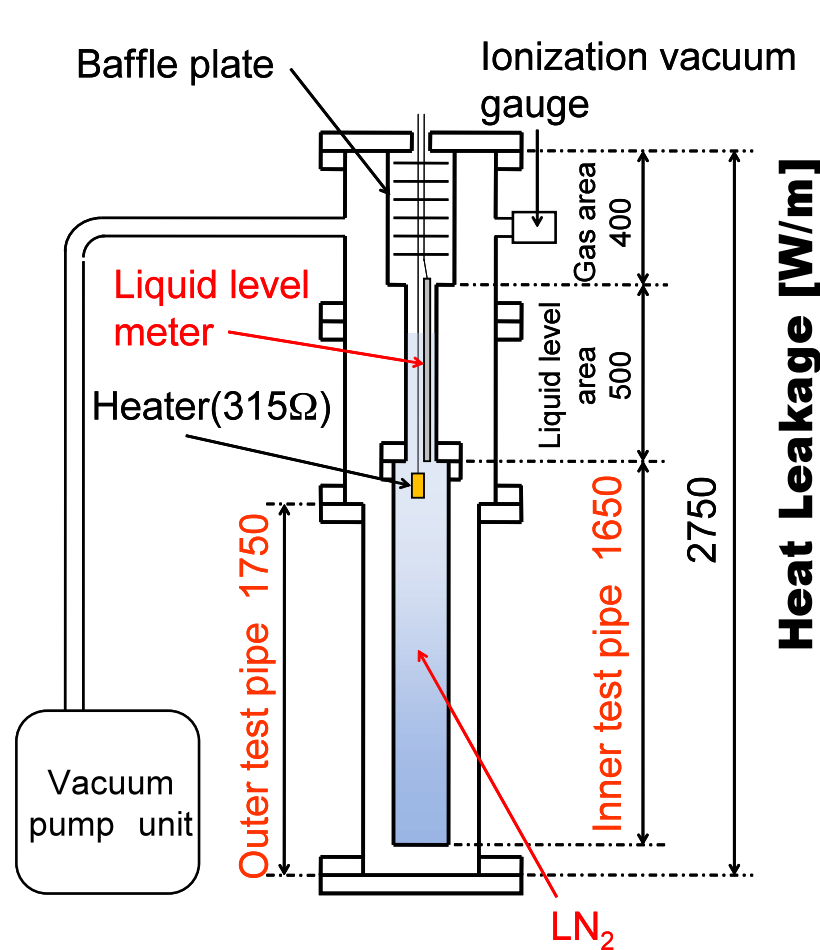 Baffle plate
Ionization vacuum
gauge
Gas area
400
Liquid level
meter
Liquid level
area
500
Heater(315Ω)
Outer test pipe 1750
Inner test pipe 1650
2750
Heat Leakage [W/m]
Vacuum
pump unit
LN₂